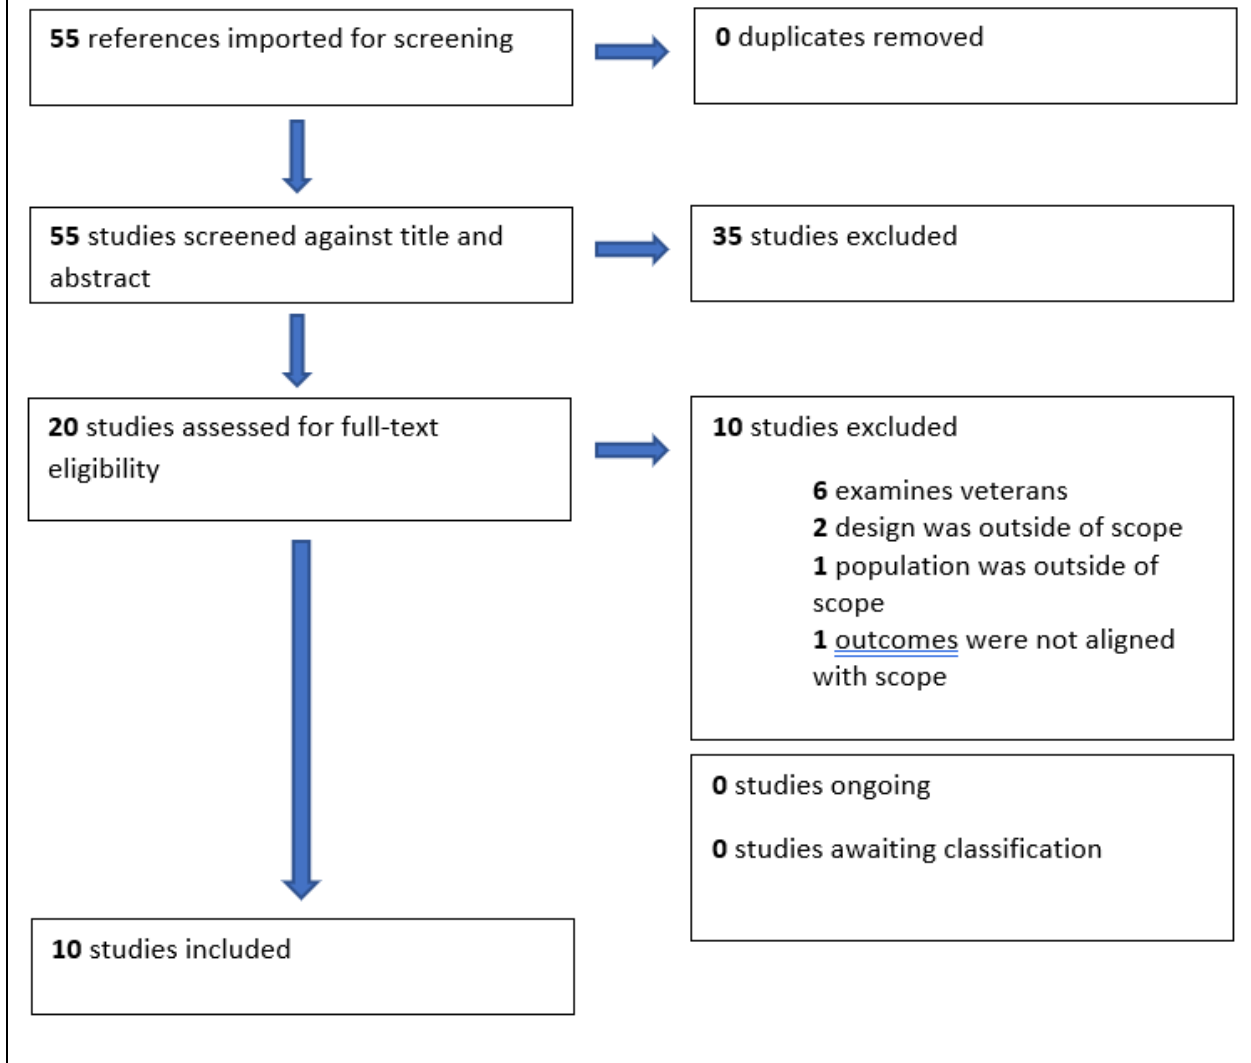 55 references imported for screening
0 duplicates removed
55 studies screened against title and
abstract
35 studies excluded
20 studies assessed for full-text
eligibility
10 studies excluded
6 examines veterans
2 design was outside of scope
1 population was outside of
scope
1 outcomes were not aligned
with scope
0 studies ongoing
0 studies awaiting classification
10 studies included